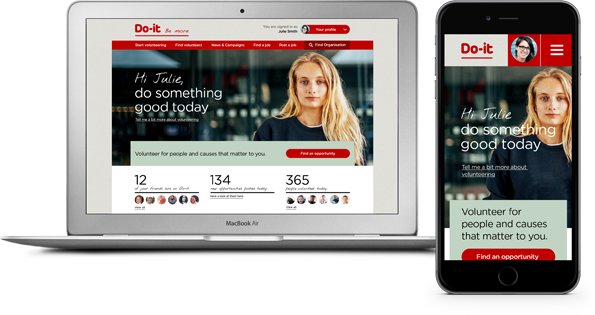 Do-it Be more
You are signed in as,
Julie Smith
Your profile
Start volunteering Find volunteers News & Campaigns Find a job Post a job Find Organisation
Hi Julie,
do something
good today
Tell me a bit more about volunteering
Volunteer for people and causes that matter to you.
Find an opportunity
12 134 365
of your friends are on Do-it new opportunities posted today people volunteer today
View all Have a look at them here View all
MacBook Air
Do-it
Hi Julie
do something
good today
Tell me a bit more about
volunteering
Volunteer for
people and causes
that matter to you.
Find an opportunity